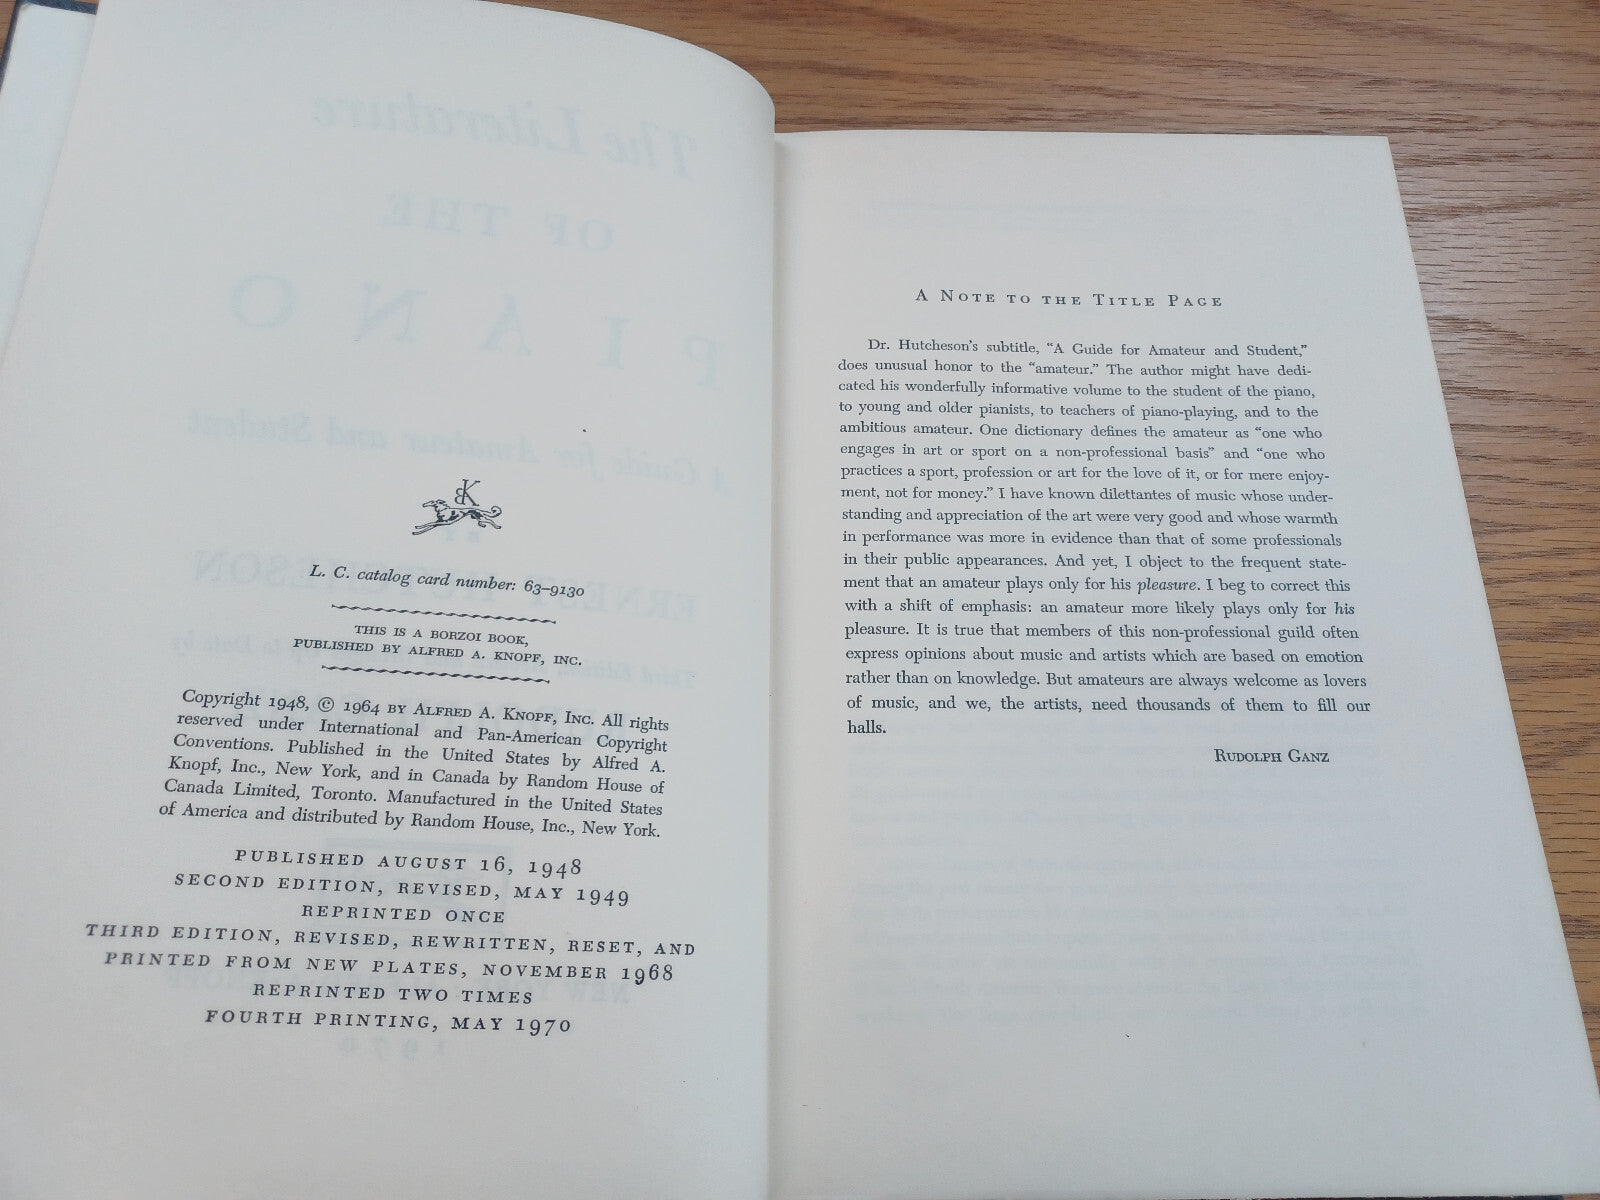 L. C. catalog card number: 63–9130
THIS IS A BORZOI BOOK,
PUBLISHED BY ALFRED A. KNOPF, INC.
Copyright 1948, © 1964 BY ALFRED A. KNOPF, INC. All rights
reserved under International and Pan-American Copyright
Conventions. Published in the United States by Alfred A.
Knopf, Inc., New York, and in Canada by Random House of
Canada Limited, Toronto. Manufactured in the United States
of America and distributed by Random House, Inc., New York.
PUBLISHED AUGUST 16, 1948
SECOND EDITION, REVISED, MAY 1949
REPRINTED ONCE
THIRD EDITION, REVISED, REWRITTEN, RESET, AND
PRINTED FROM NEW PLATES, NOVEMBER 1968
REPRINTED TWO TIMES
FOURTH PRINTING, MAY 1970
A NOTE TO THE TITLE PAGE
Dr. Hutcheson's subtitle, “A Guide for Amateur and Student,”
does unusual honor to the “amateur.” The author might have dedi-
cated his wonderfully informative volume to the student of the piano,
to young and older pianists, to teachers of piano-playing, and to the
ambitious amateur. One dictionary defines the amateur as “one who
engages in art or sport on a non-professional basis” and “one who
practices a sport, profession or art for the love of it, or for mere enjoy-
ment, not for money.” I have known dilettantes of music whose under-
standing and appreciation of the art were very good and whose warmth
in performance was more in evidence than that of some professionals
in their public appearances. And yet, I object to the frequent state-
ment that an amateur plays only for his pleasure. I beg to correct this
with a shift of emphasis: an amateur more likely plays only for his
pleasure. It is true that members of this non-professional guild often
express opinions about music and artists which are based on emotion
rather than on knowledge. But amateurs are always welcome as lovers
of music, and we, the artists, need thousands of them to fill our
halls.
RUDOLPH GANZ